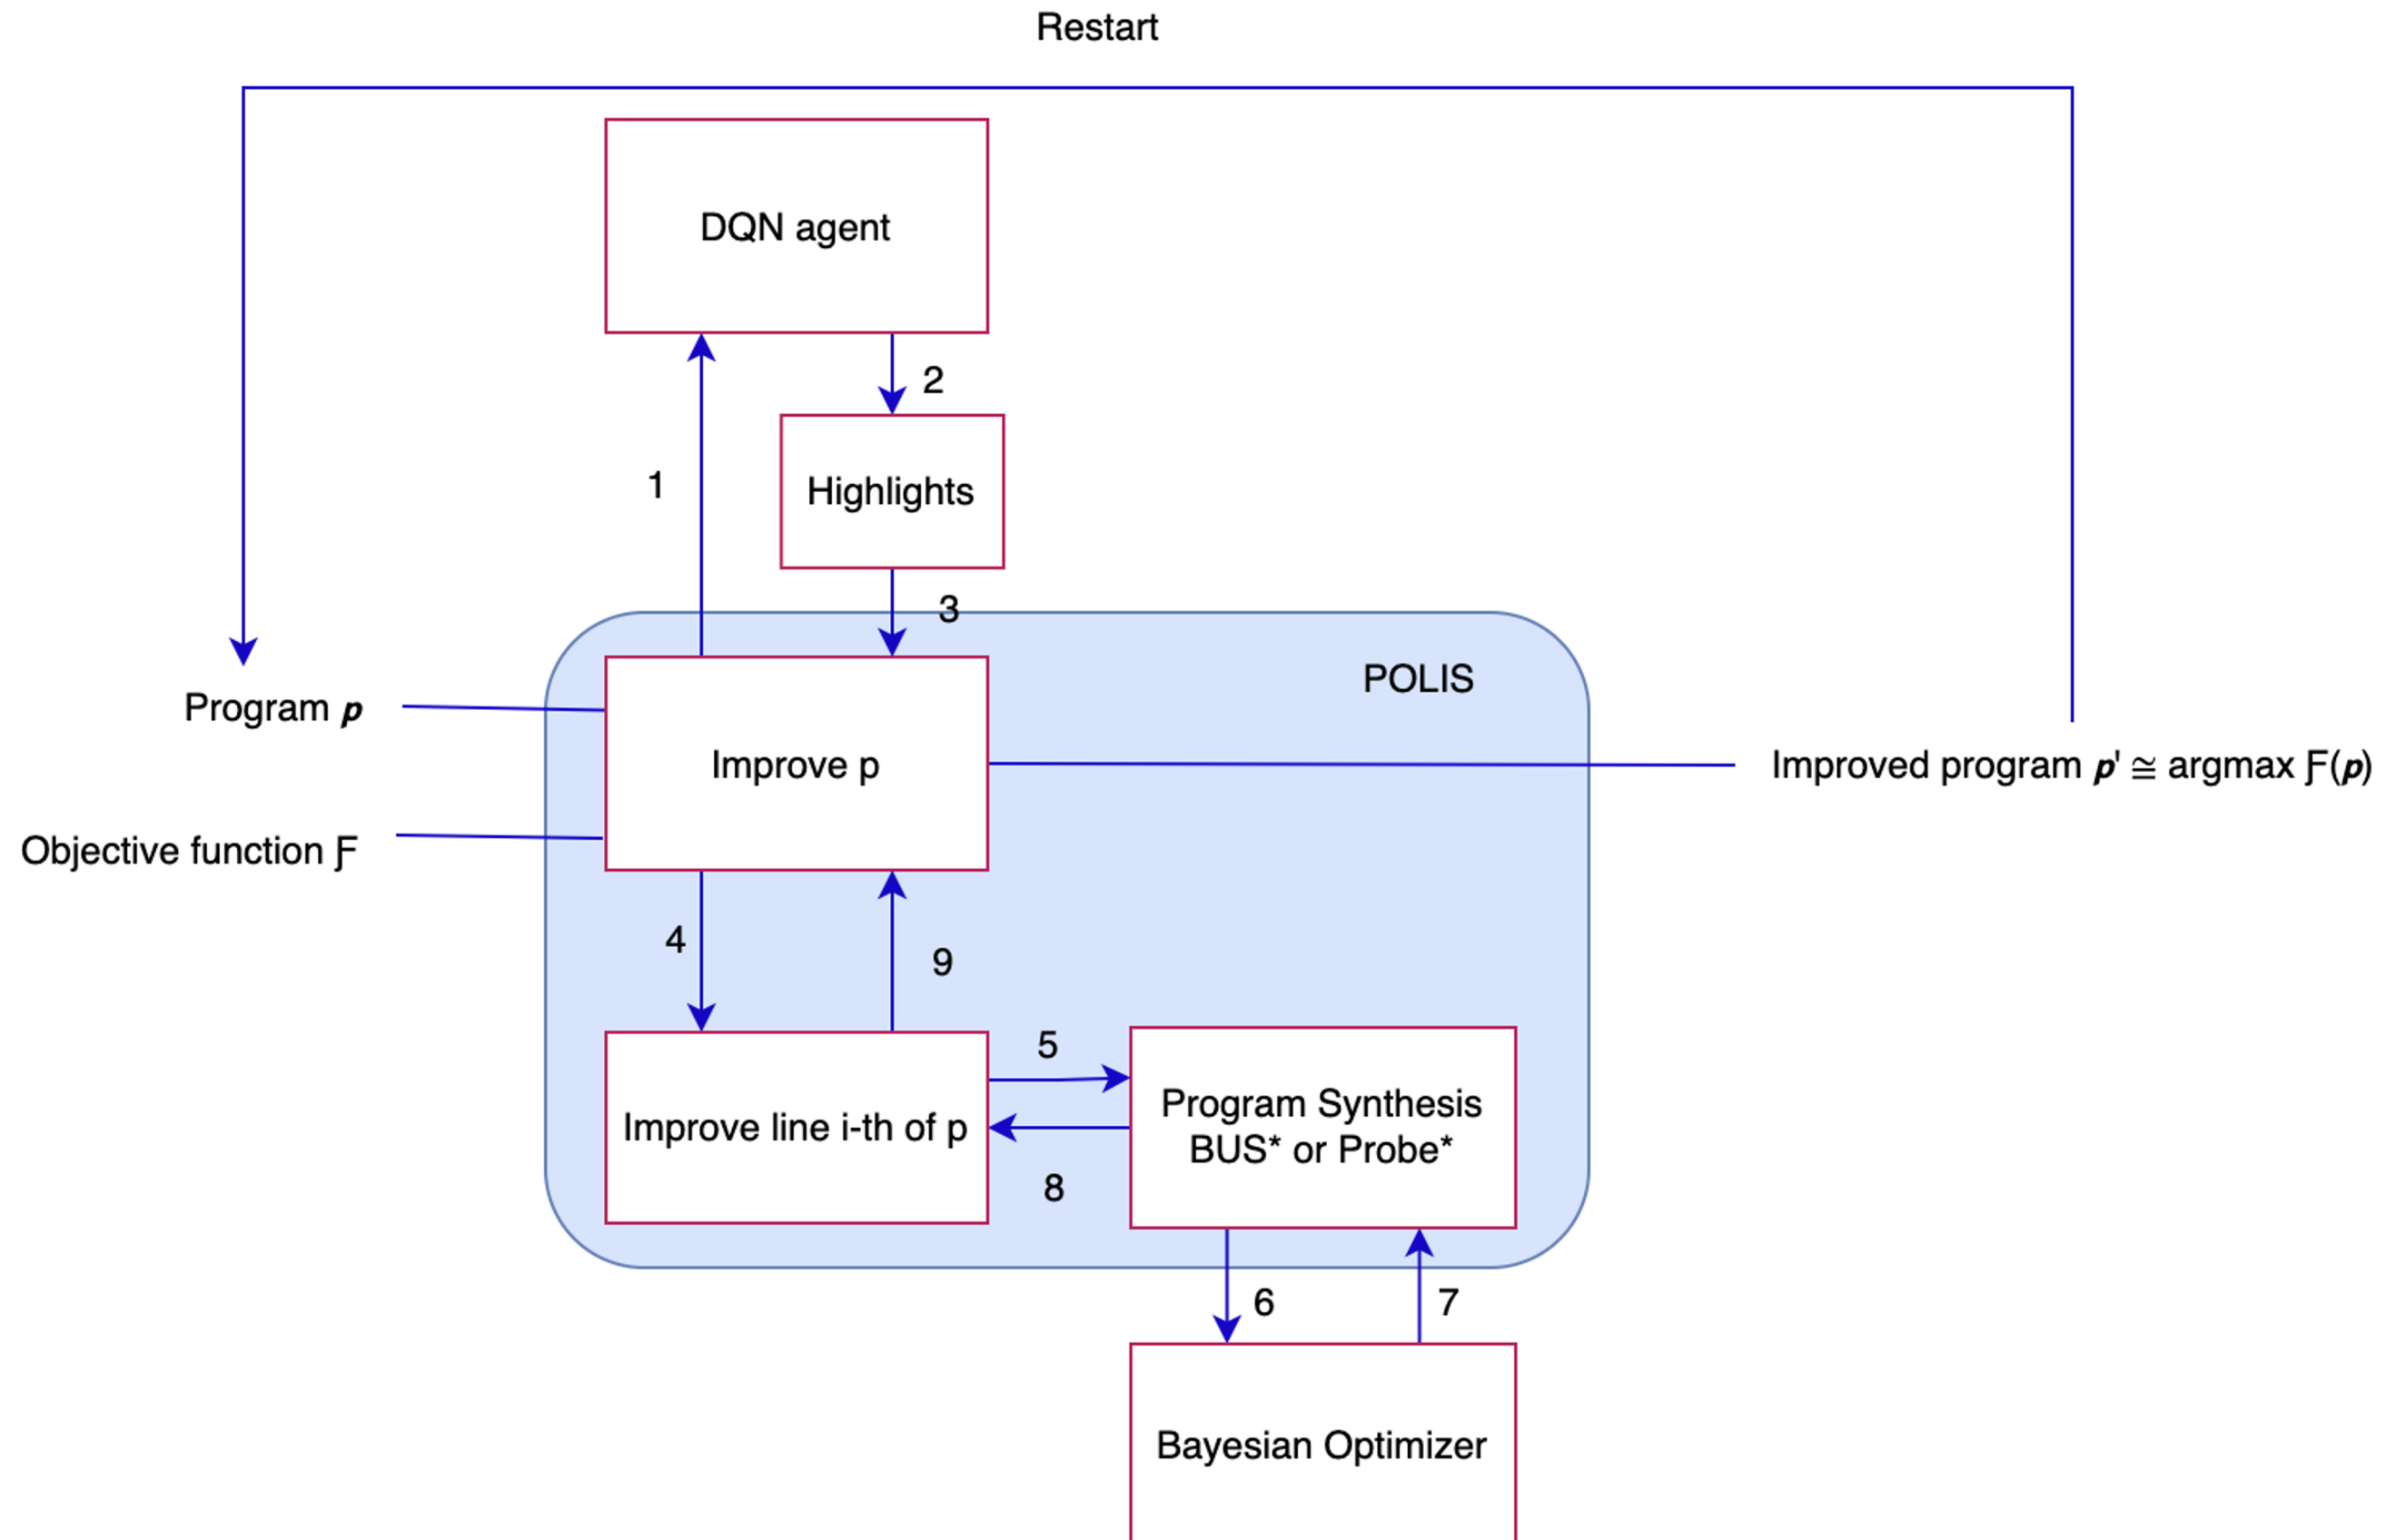 Restart
DQN agent
2
Highlights
1
3
POLIS
Program p
Improve p
Improved program p' ≅ argmax Ƒ(p)
Objective function Ƒ
4
9
5
Improve line i-th of p
Program Synthesis
BUS* or Probe*
8
6
7
Bayesian Optimizer